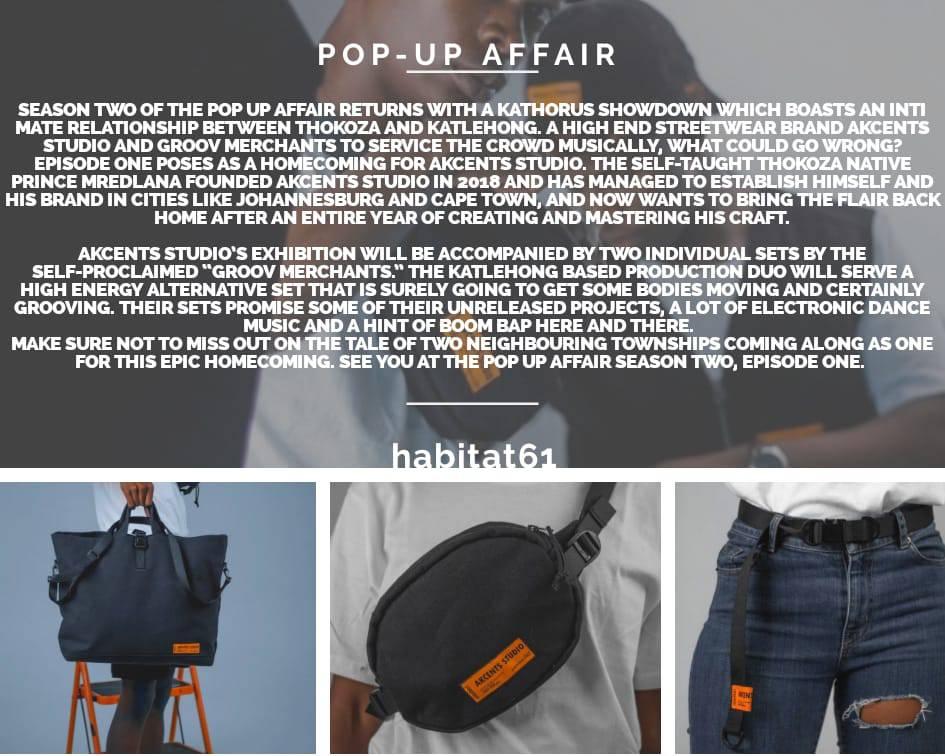 POP-UP AFFAIR
SEASON TWO OF THE POP UP AFFAIR RETURNS WITH A KATHORUS SHOWDOWN WHICH BOASTS AN INTI
MATE RELATIONSHIP BETWEEN THOKOZA AND KATLEHONG. A HIGH END STREETWEAR BRAND AKCENTS
STUDIO AND GROOV MERCHANTS TO SERVICE THE CROWD MUSICALLY, WHAT COULD GO WRONG?
EPISODE ONE POSES AS A HOMECOMING FOR AKCENTS STUDIO. THE SELF-TAUGHT THOKOZA NATIVE
PRINCE MREDLANA FOUNDED AKCENTS STUDIO IN 2018 AND HAS MANAGED TO ESTABLISH HIMSELF AND
HIS BRAND IN CITIES LIKE JOHANNESBURG AND CAPE TOWN, AND NOW WANTS TO BRING THE FLAIR BACK
HOME AFTER AN ENTIRE YEAR OF CREATING AND MASTERING HIS CRAFT.
AKCENTS STUDIO'S EXHIBITION WILL BE ACCOMPANIED BY TWO INDIVIDUAL SETS BY THE
SELF-PROCLAIMED "GROOV MERCHANTS." THE KATLEHONG BASED PRODUCTION DUO WILL SERVE A
HIGH ENERGY ALTERNATIVE SET THAT IS SURELY GOING TO GET SOME BODIES MOVING AND CERTAINLY
GROOVING. THEIR SETS PROMISE SOME OF THEIR UNRELEASED PROJECTS, A LOT OF ELECTRONIC DANCE
MUSIC AND A HINT OF BOOM BAP HERE AND THERE.
MAKE SURE NOT TO MISS OUT ON THE TALE OF TWO NEIGHBOURING TOWNSHIPS COMING ALONG AS ONE
FOR THIS EPIC HOMECOMING. SEE YOU AT THE POP UP AFFAIR SEASON TWO, EPISODE ONE.
habitat61
AKCENTS STUDIO